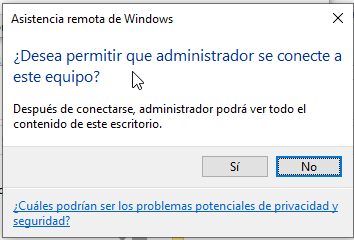 Asistencia remota de Windows
¿Desea permitir que administrador se conecte a
este equipo?
Después de conectarse, administrador podrá ver todo el
contenido de este escritorio.
Sí
No
¿Cuáles podrían ser los problemas potenciales de privacidad y
seguridad?